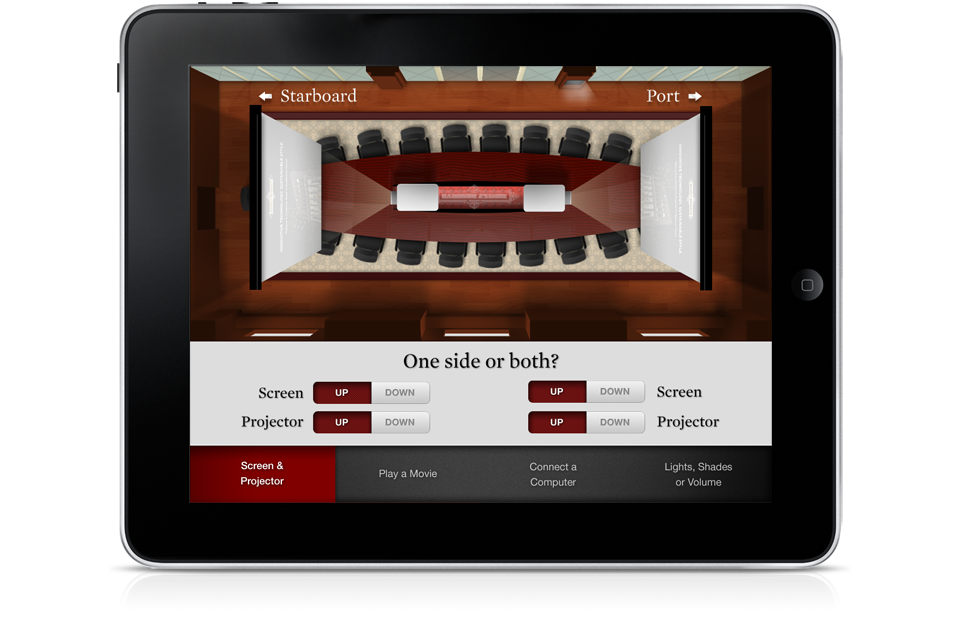 Starboard
Port
One side or both?
Screen UP DOWN
UP DOWN Screen
Projector UP DOWN
UP DOWN Projector
Screen &
Projector
Play a Movie
Connect a
Computer
Lights, Shades
or Volume